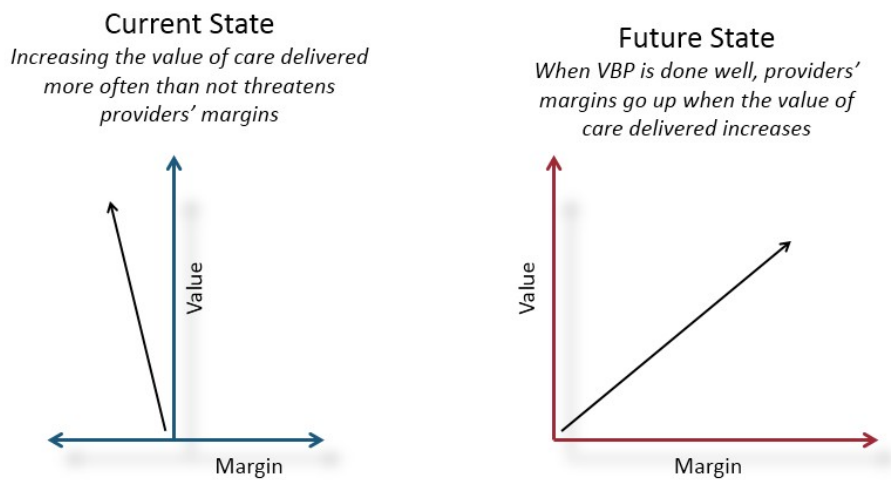 Current State
Increasing the value of care delivered
more often than not threatens
providers’ margins
Value
Margin
Future State
When VBP is done well, providers’
margins go up when the value of
care delivered increases
Value
Margin